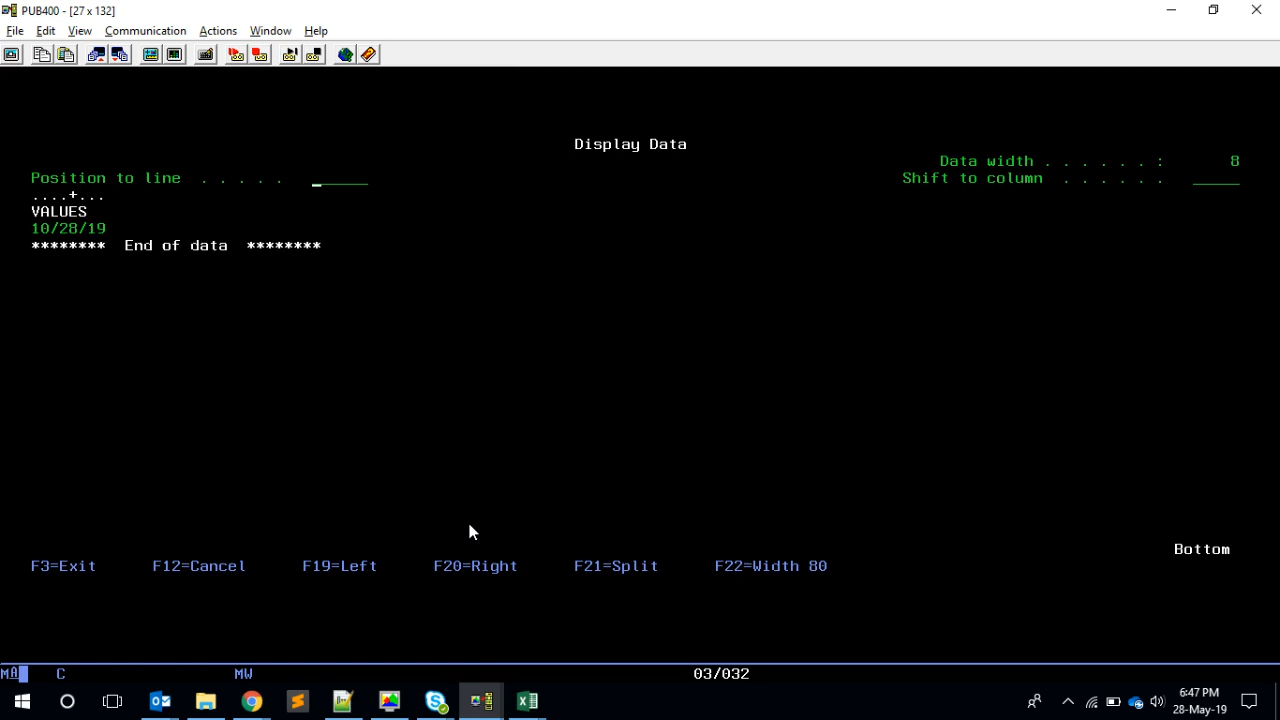 PUB400 - [27 x 132]
File Edit View Communication Actions Window Help
Display Data
Data width . . . . . . : 8
Position to line . . . . . Shift to column . . . . . .
....+...
VALUES
10/28/19
******** End of data ********
Bottom
F3=Exit F12=Cancel F19=Left F20=Right F21=Split F22=Width 80
MA C MW 03/032
6:47 PM
28-May-19